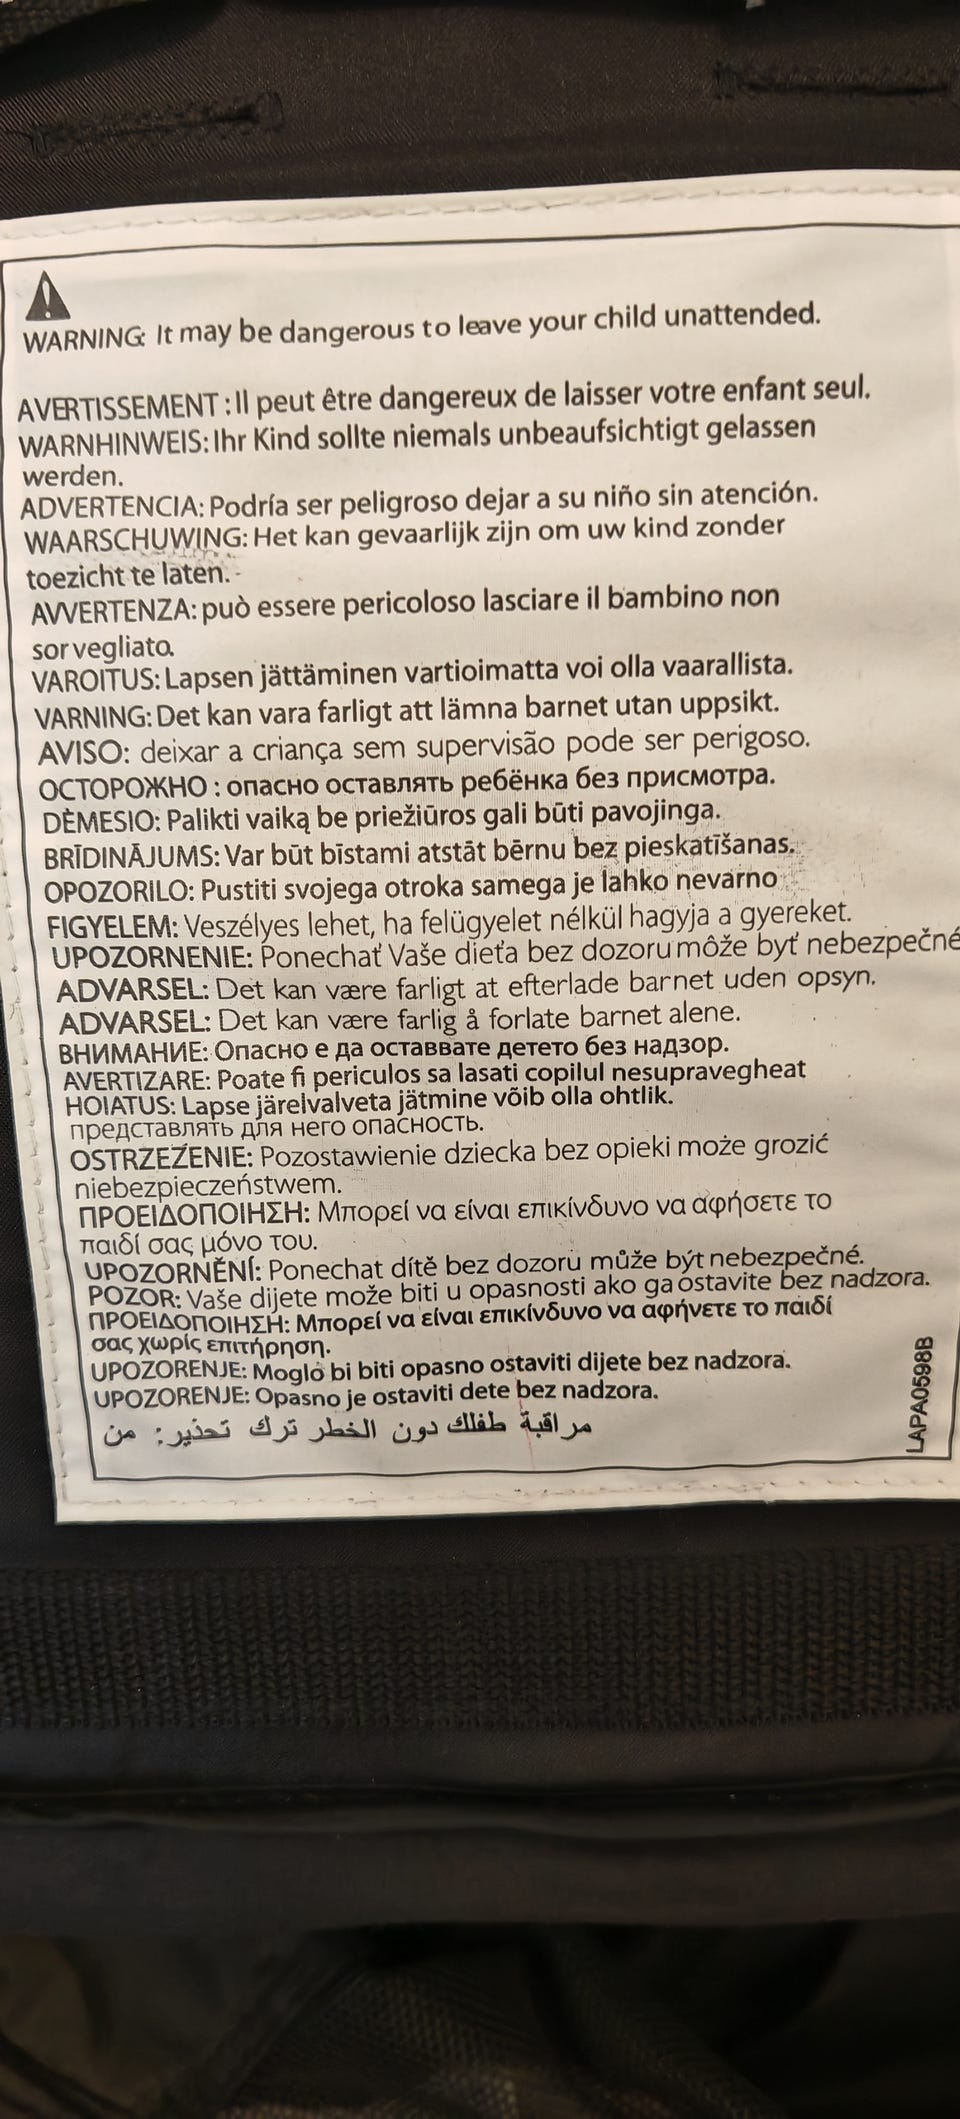 WARNING: It may be dangerous to leave your child unattended.
AVERTISSEMENT : Il peut être dangereux de laisser votre enfant seul.
WARNHINWEIS: Ihr Kind sollte niemals unbeaufsichtigt gelassen
werden.
ADVERTENCIA: Podría ser peligroso dejar a su niño sin atención.
WAARSCHUWING: Het kan gevaarlijk zijn om uw kind zonder
toezicht te laten.
AVVERTENZA: può essere pericoloso lasciare il bambino non
sorvegliato.
VAROITUS: Lapsen jättäminen vartioimatta voi olla vaarallista.
VARNING: Det kan vara farligt att lämna barnet utan uppsikt.
AVISO: deixar a criança sem supervisão pode ser perigoso.
ОСТОРОЖНО : опасно оставлять ребёнка без присмотра.
DĖMESIO: Palikti vaiką be priežiūros gali būti pavojinga.
BRĪDINĀJUMS: Var būt bīstami atstāt bērnu bez pieskatīšanas.
OPOZORILO: Pustiti svojega otroka samega je lahko nevarno
FIGYELEM: Veszélyes lehet, ha felügyelet nélkül hagyja a gyereket.
UPOZORNENIE: Ponechať Vaše dieťa bez dozoru môže byť nebezpečné
ADVARSEL: Det kan være farligt at efterlade barnet uden opsyn.
ADVARSEL: Det kan være farlig å forlate barnet alene.
ВНИМАНИЕ: Опасно е да оставвате детето без надзор.
AVERTIZARE: Poate fi periculos sa lasati copilul nesupravegheat
HOIATUS: Lapse järelvalveta jätmine võib olla ohtlik.
представлять для него опасность.
OSTRZEŻENIE: Pozostawienie dziecka bez opieki może grozić
niebezpieczeństwem.
ΠΡΟΕΙΔΟΠΟΙΗΣΗ: Μπορεί να είναι επικίνδυνο να αφήσετε το
παιδί σας μόνο του.
UPOZORNĚNÍ: Ponechat dítě bez dozoru může být nebezpečné.
POZOR: Vaše dijete može biti u opasnosti ako ga ostavite bez nadzora.
ΠΡΟΕΙΔΟΠΟΙΗΣΗ: Μπορεί να είναι επικίνδυνο να αφήνετε το παιδί
σας χωρίς επιτήρηση.
UPOZORENJE: Moglo bi biti opasno ostaviti dijete bez nadzora.
UPOZORENJE: Opasno je ostaviti dete bez nadzora.
من :تحذير ترك الخطر دون طفلك مراقبة
LAPA0598B